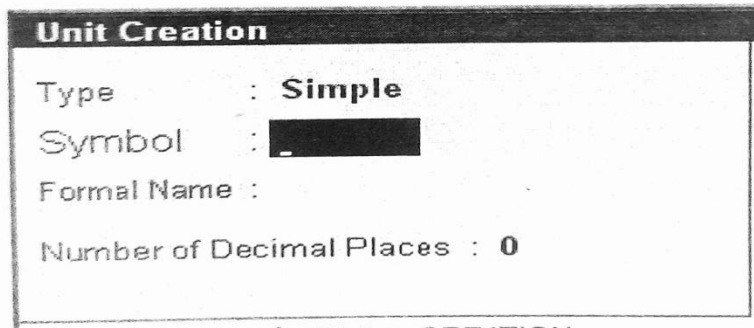 Unit Creation
Type : Simple
Symbol :
Formal Name :
Number of Decimal Places : 0